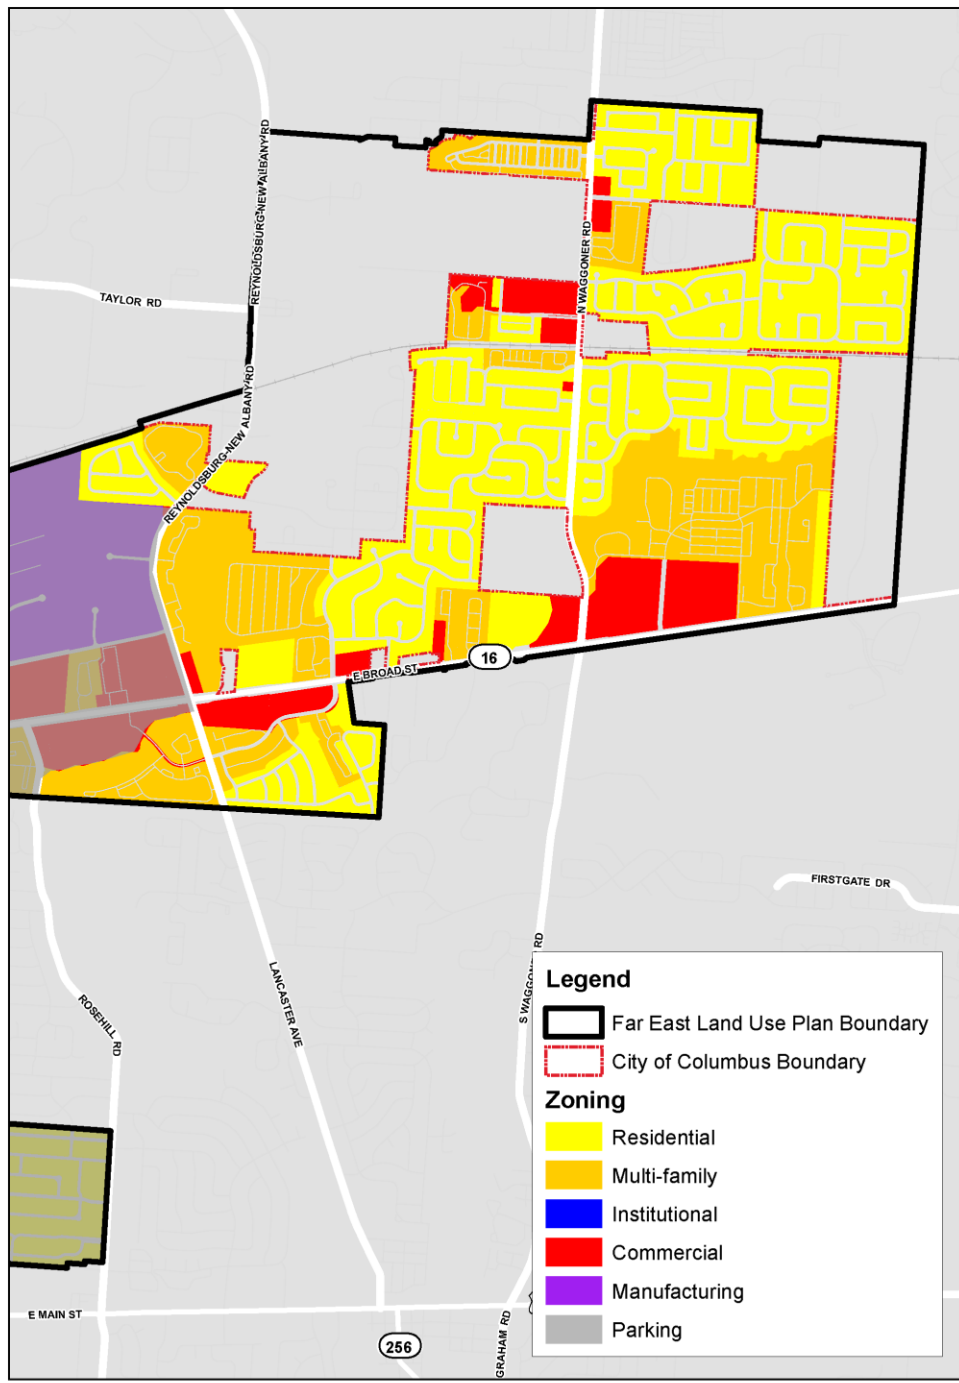 REYNOLDSBURG-NEW ALBANY RD
TAYLOR RD
N WAGGONER RD
REYNOLDSBURG-NEW ALBANY RD
16
E BROAD ST
FIRSTGATE DR
LANCASTER AVE
S WAGGONER RD
ROSEHILL RD
E MAIN ST
256
GRAHAM RD
Legend
Far East Land Use Plan Boundary
City of Columbus Boundary
Zoning
Residential
Multi-family
Institutional
Commercial
Manufacturing
Parking